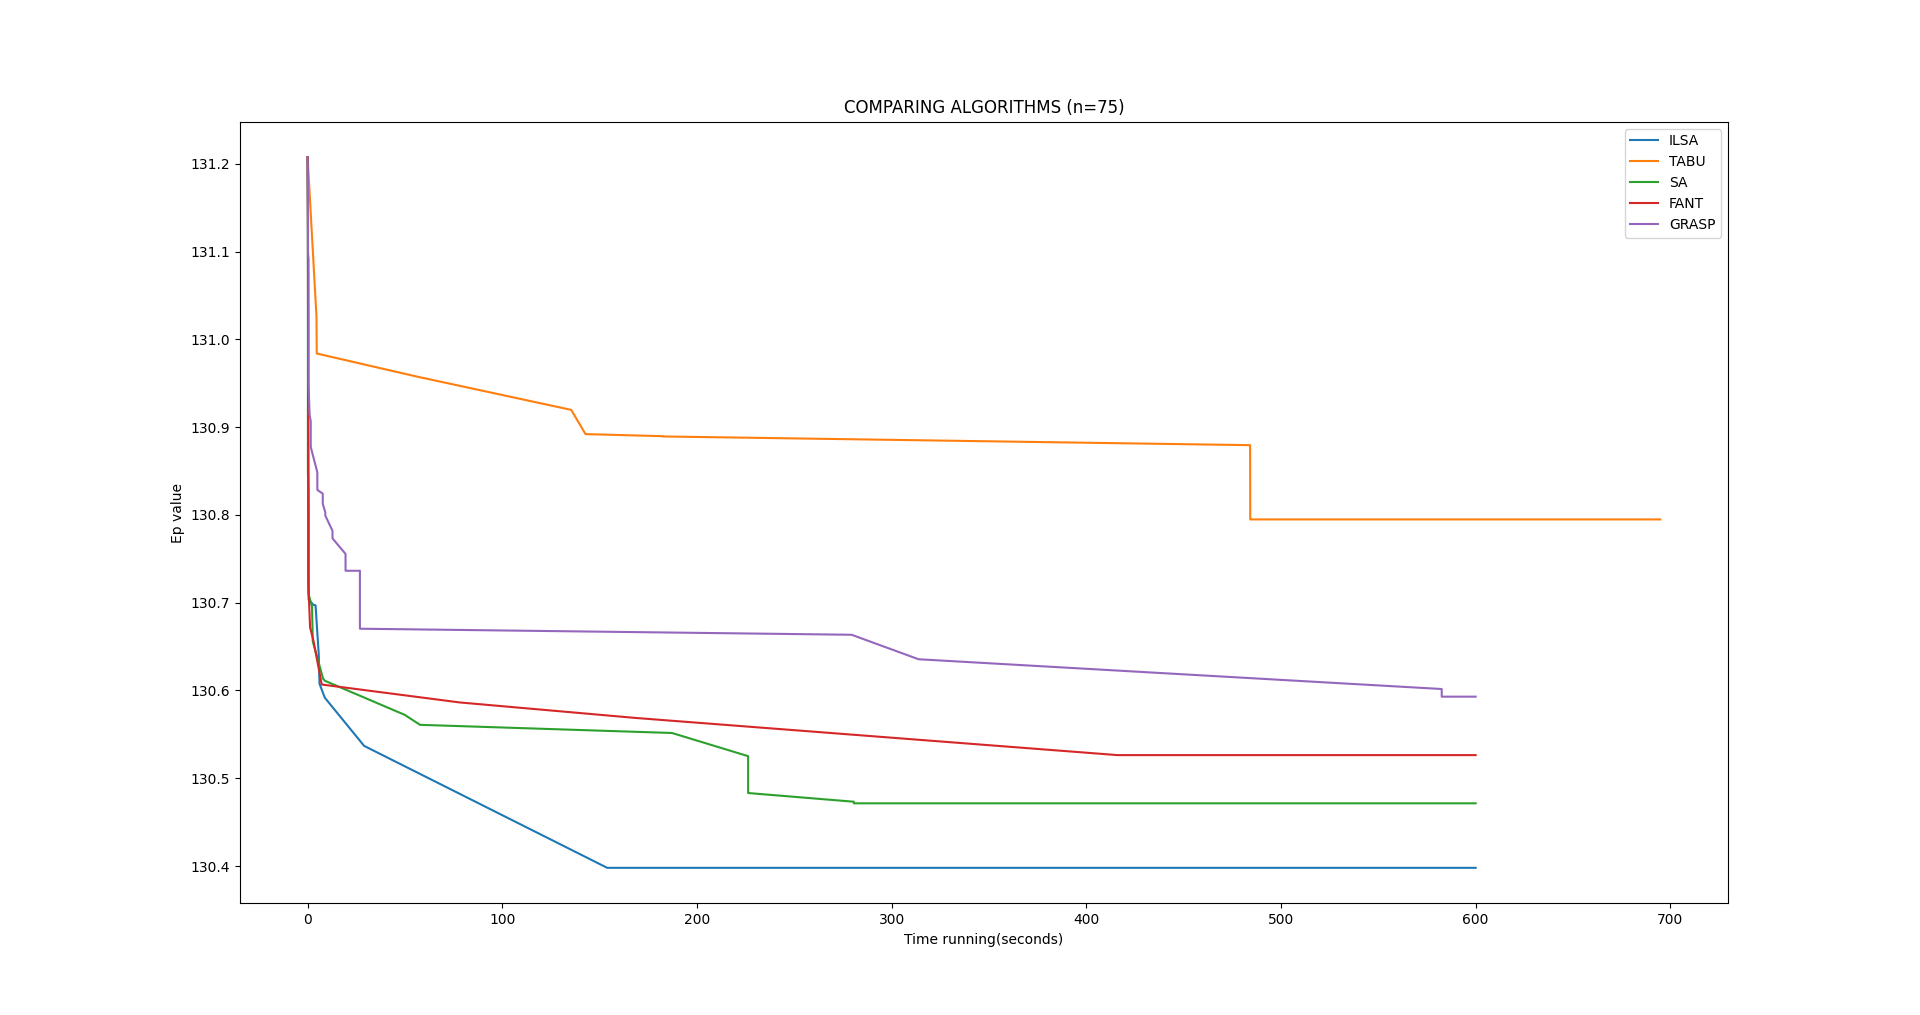 COMPARING ALGORITHMS (n=75)
ILSA
TABU
SA
FANT
GRASP
131.2
131.1
131.0
130.9
130.8
130.7
130.6
130.5
130.4
Ep value
0 100 200 300 400 500 600 700
Time running(seconds)